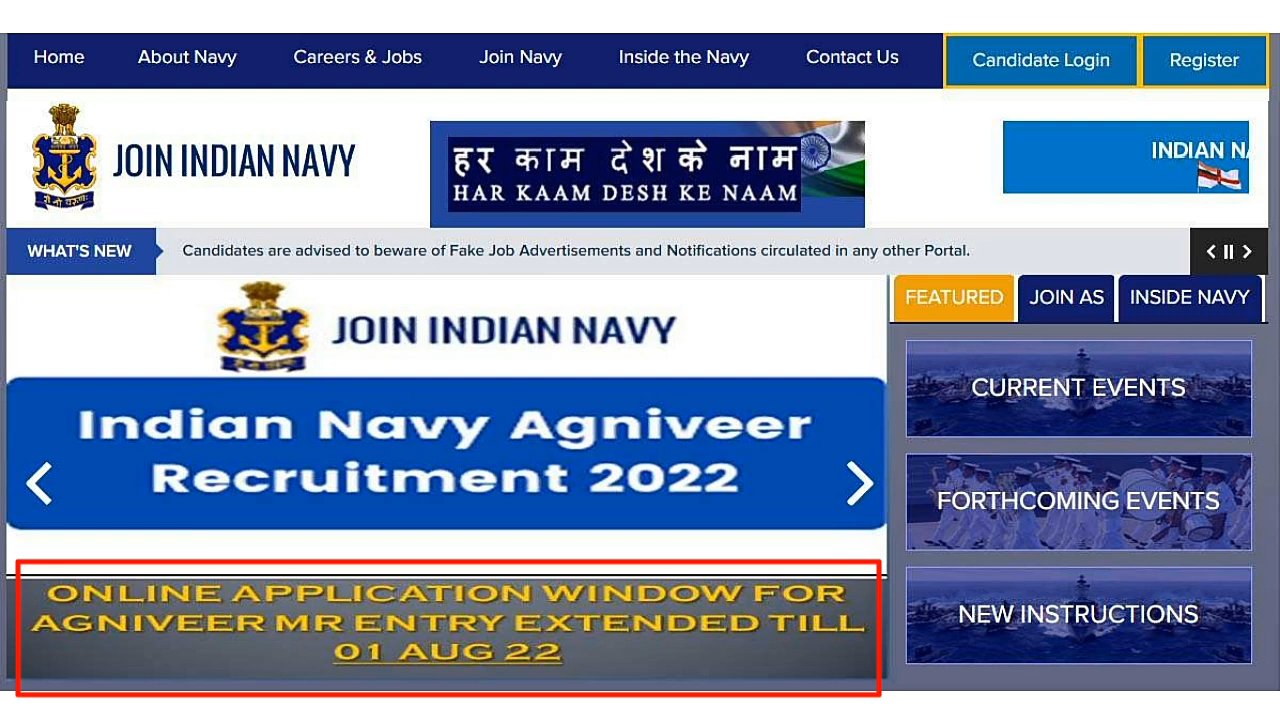 Home About Navy Careers & Jobs Join Navy Inside the Navy Contact Us Candidate Login Register
JOIN INDIAN NAVY
हर काम देश के नाम
HAR KAAM DESH KE NAAM
INDIAN NA
WHAT'S NEW Candidates are advised to beware of Fake Job Advertisements and Notifications circulated in any other Portal.
FEATURED JOIN AS INSIDE NAVY
JOIN INDIAN NAVY
Indian Navy Agniveer
Recruitment 2022
ONLINE APPLICATION WINDOW FOR
AGNIVEER MR ENTRY EXTENDED TILL
01 AUG 22
CURRENT EVENTS
FORTHCOMING EVENTS
NEW INSTRUCTIONS